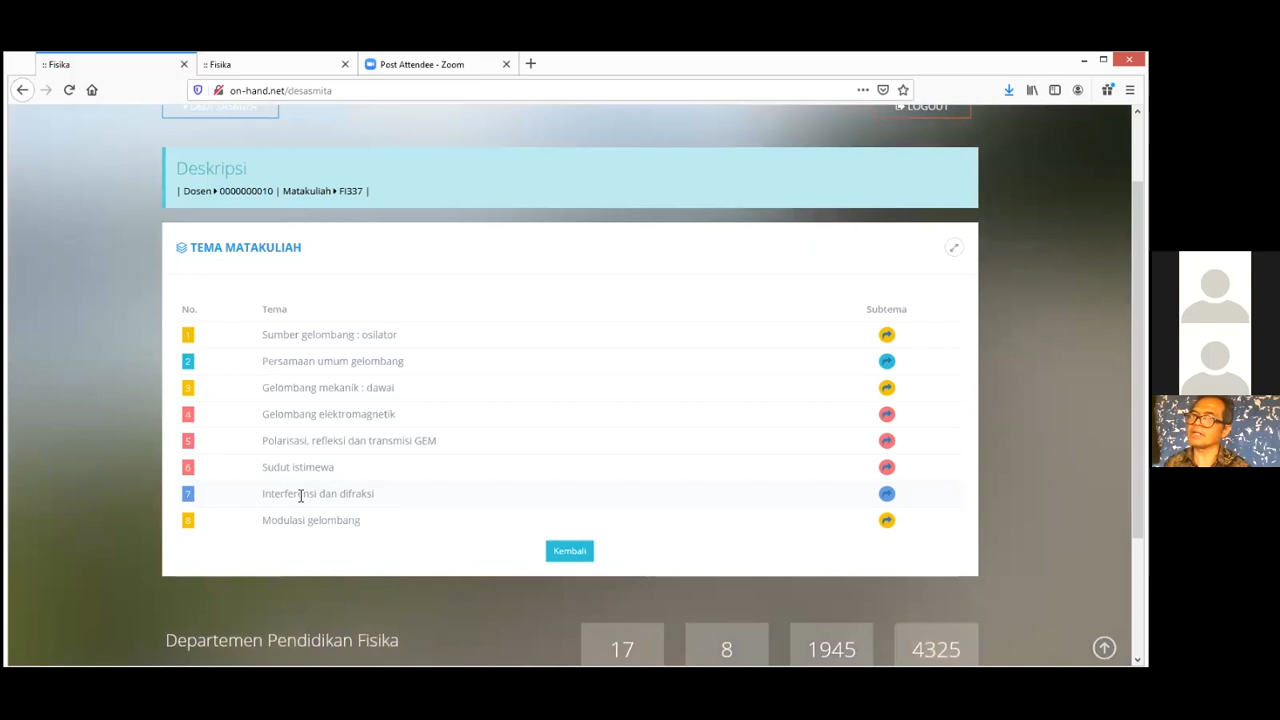 :: Fisika
:: Fisika
Post Attendee - Zoom
on-hand.net/desasmita
LOGOUT
Deskripsi
| Dosen 0000000010 | Matakuliah FI337 |
TEMA MATAKULIAH
No. Tema Subtema
1 Sumber gelombang : osilator
2 Persamaan umum gelombang
3 Gelombang mekanik : dawai
4 Gelombang elektromagnetik
5 Polarisasi, refleksi dan transmisi GEM
6 Sudut istimewa
7 Interferensi dan difraksi
8 Modulasi gelombang
Kembali
Departemen Pendidikan Fisika
17 8 1945 4325